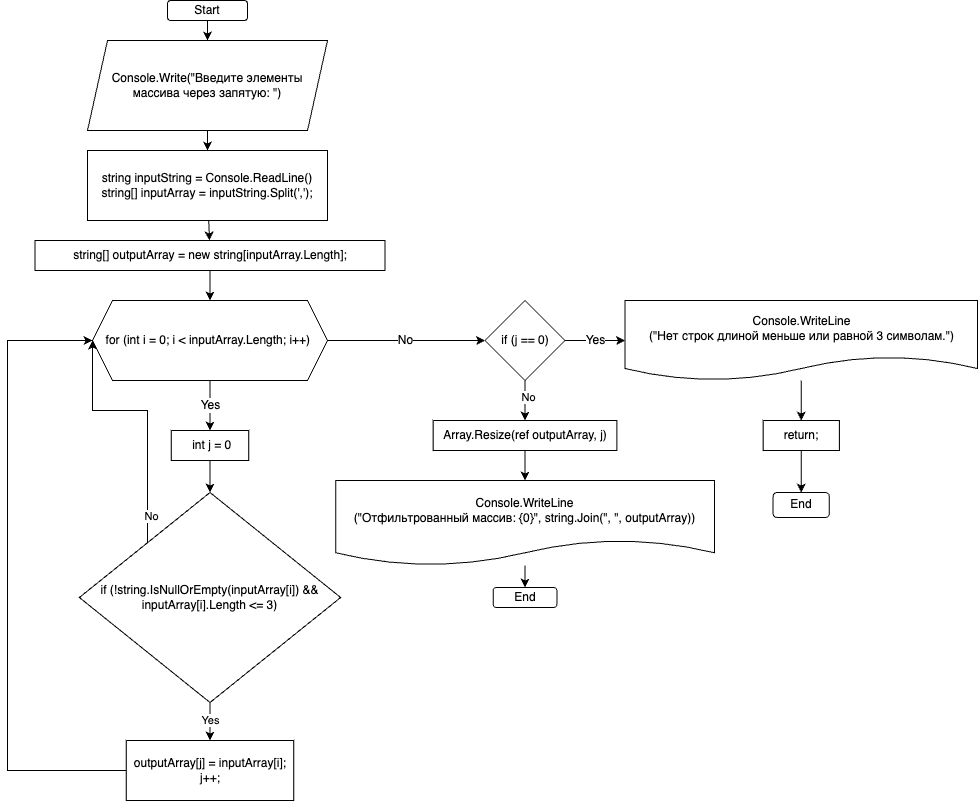 Start
Console.Write("Введите элементы
массива через запятую: ")
string inputString = Console.ReadLine()
string[] inputArray = inputString.Split(',');
string[] outputArray = new string[inputArray.Length];
for (int i = 0; i < inputArray.Length; i++)
No
if (j == 0)
Yes
Console.WriteLine
("Нет строк длиной меньше или равной 3 символам.")
Yes
No
int j = 0
Array.Resize(ref outputArray, j)
return;
Console.WriteLine
("Отфильтрованный массив: {0}", string.Join(", ", outputArray))
End
No
if (!string.IsNullOrEmpty(inputArray[i]) &&
inputArray[i].Length <= 3)
End
Yes
outputArray[j] = inputArray[i];
j++;